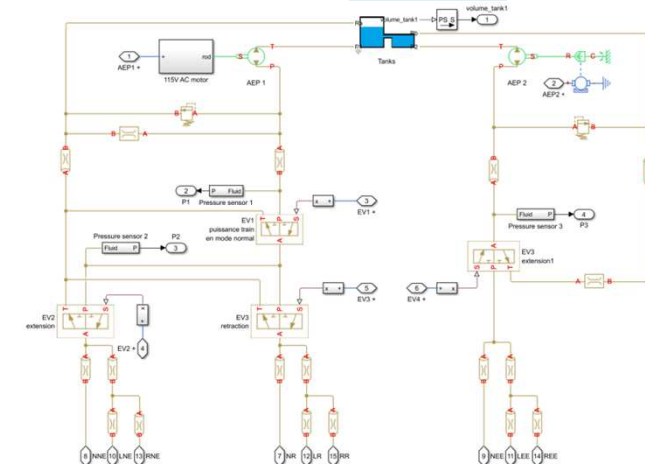 volume_tank1
volume_tank1
PS S
1
Tanks
1
AEP1 +
115V AC motor
rod
S
T
P
AEP 1
T
S
P
AEP 2
R
C
2
AEP2 +
B
A
B
A
A
B
2
P1
P
Fluid
Pressure sensor 1
3
EV1 +
Pressure sensor 2
Fluid
P
P2
3
EV1
puissance train
en mode normal
T
P
S
A
Fluid
P
Pressure sensor 3
4
P3
EV3
extension1
S
P
T
A
B
EV2
extension
T
P
S
A
EV2 +
4
EV3
retraction
T
P
S
A
5
EV3 +
6
EV4 +
6
NNE
10
LNE
13
RNE
7
NR
12
LR
15
RR
9
NEE
11
LEE
14
REE